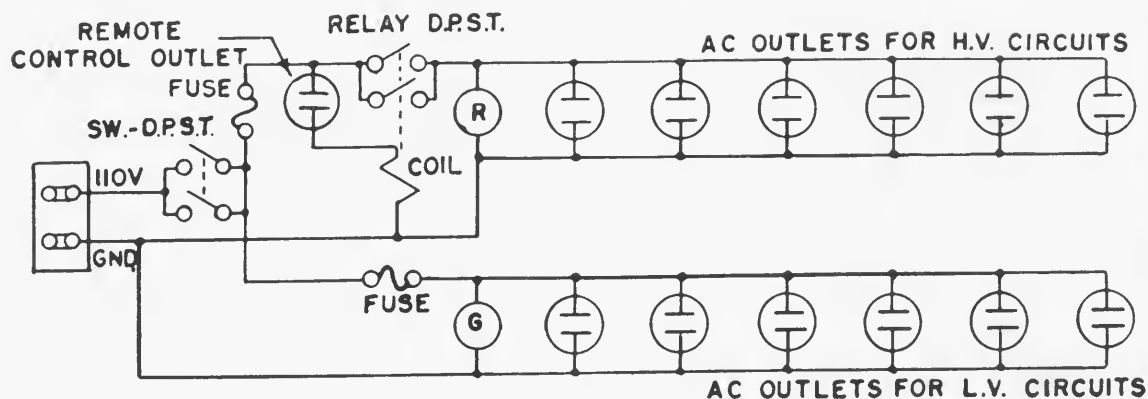 REMOTE
CONTROL OUTLET
RELAY D.P.S.T.
AC OUTLETS FOR H.V. CIRCUITS
FUSE
SW.-D.P.S.T.
R
110V
COIL
GND
FUSE
G
AC OUTLETS FOR L.V. CIRCUITS